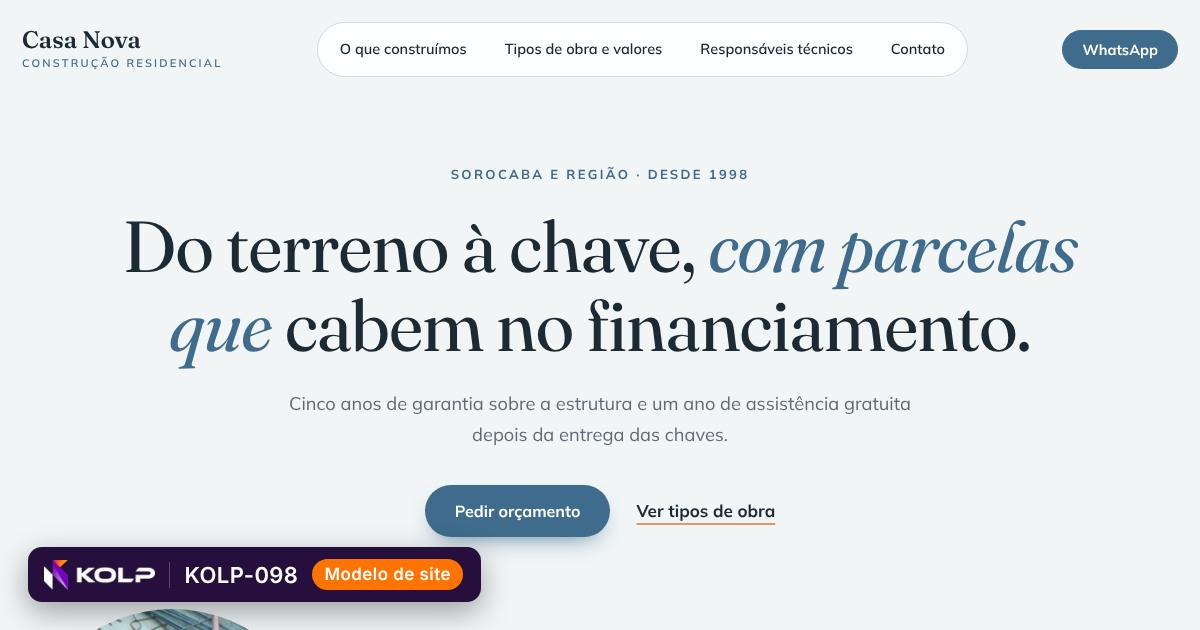 Casa Nova
CONSTRUÇÃO RESIDENCIAL
O que construímos
Tipos de obra e valores
Responsáveis técnicos
Contato
WhatsApp
SOROCABA E REGIÃO · DESDE 1998
Do terreno à chave, com parcelas
que cabem no financiamento.
Cinco anos de garantia sobre a estrutura e um ano de assistência gratuita
depois da entrega das chaves.
Pedir orçamento
Ver tipos de obra
KOLP
KOLP-098
Modelo de site